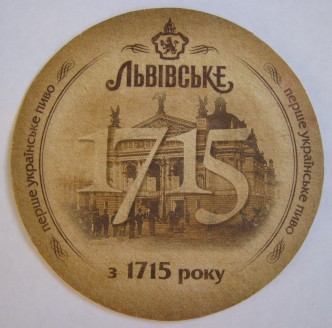 Львівське
перше українське пиво
1715
перше українське пиво
з 1715 року